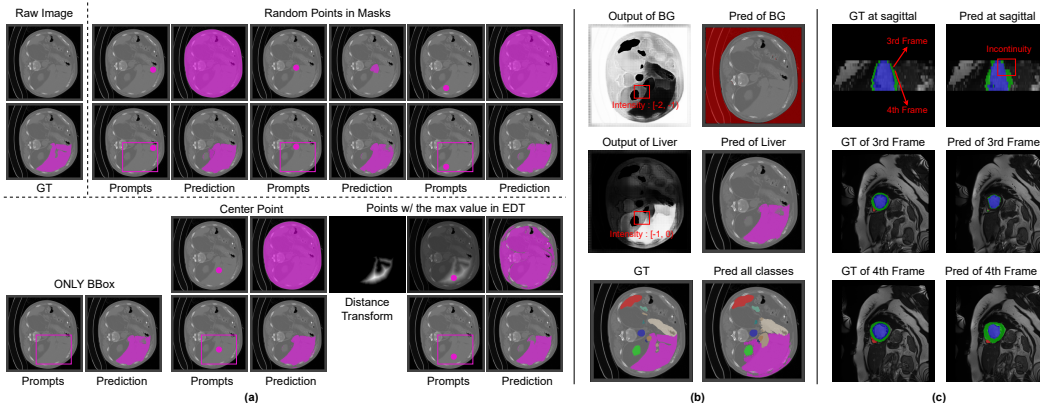 Raw Image
Random Points in Masks
GT
Prompts
Prediction
Prompts
Prediction
Prompts
Prediction
Center Point
Points w/ the max value in EDT
ONLY BBox
Distance
Transform
Prompts
Prediction
Prompts
Prediction
Prompts
Prediction
(a)
Output of BG
Pred of BG
Intensity : [-2, -1]
Output of Liver
Pred of Liver
Intensity : [-1, 0]
GT
Pred all classes
(b)
GT at sagittal
Pred at sagittal
3rd Frame
4th Frame
Incontinuity
GT of 3rd Frame
Pred of 3rd Frame
GT of 4th Frame
Pred of 4th Frame
(c)